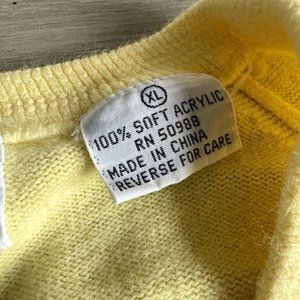 XL
100% SOFT ACRYLIC
RN 50988
MADE IN CHINA
REVERSE FOR CARE